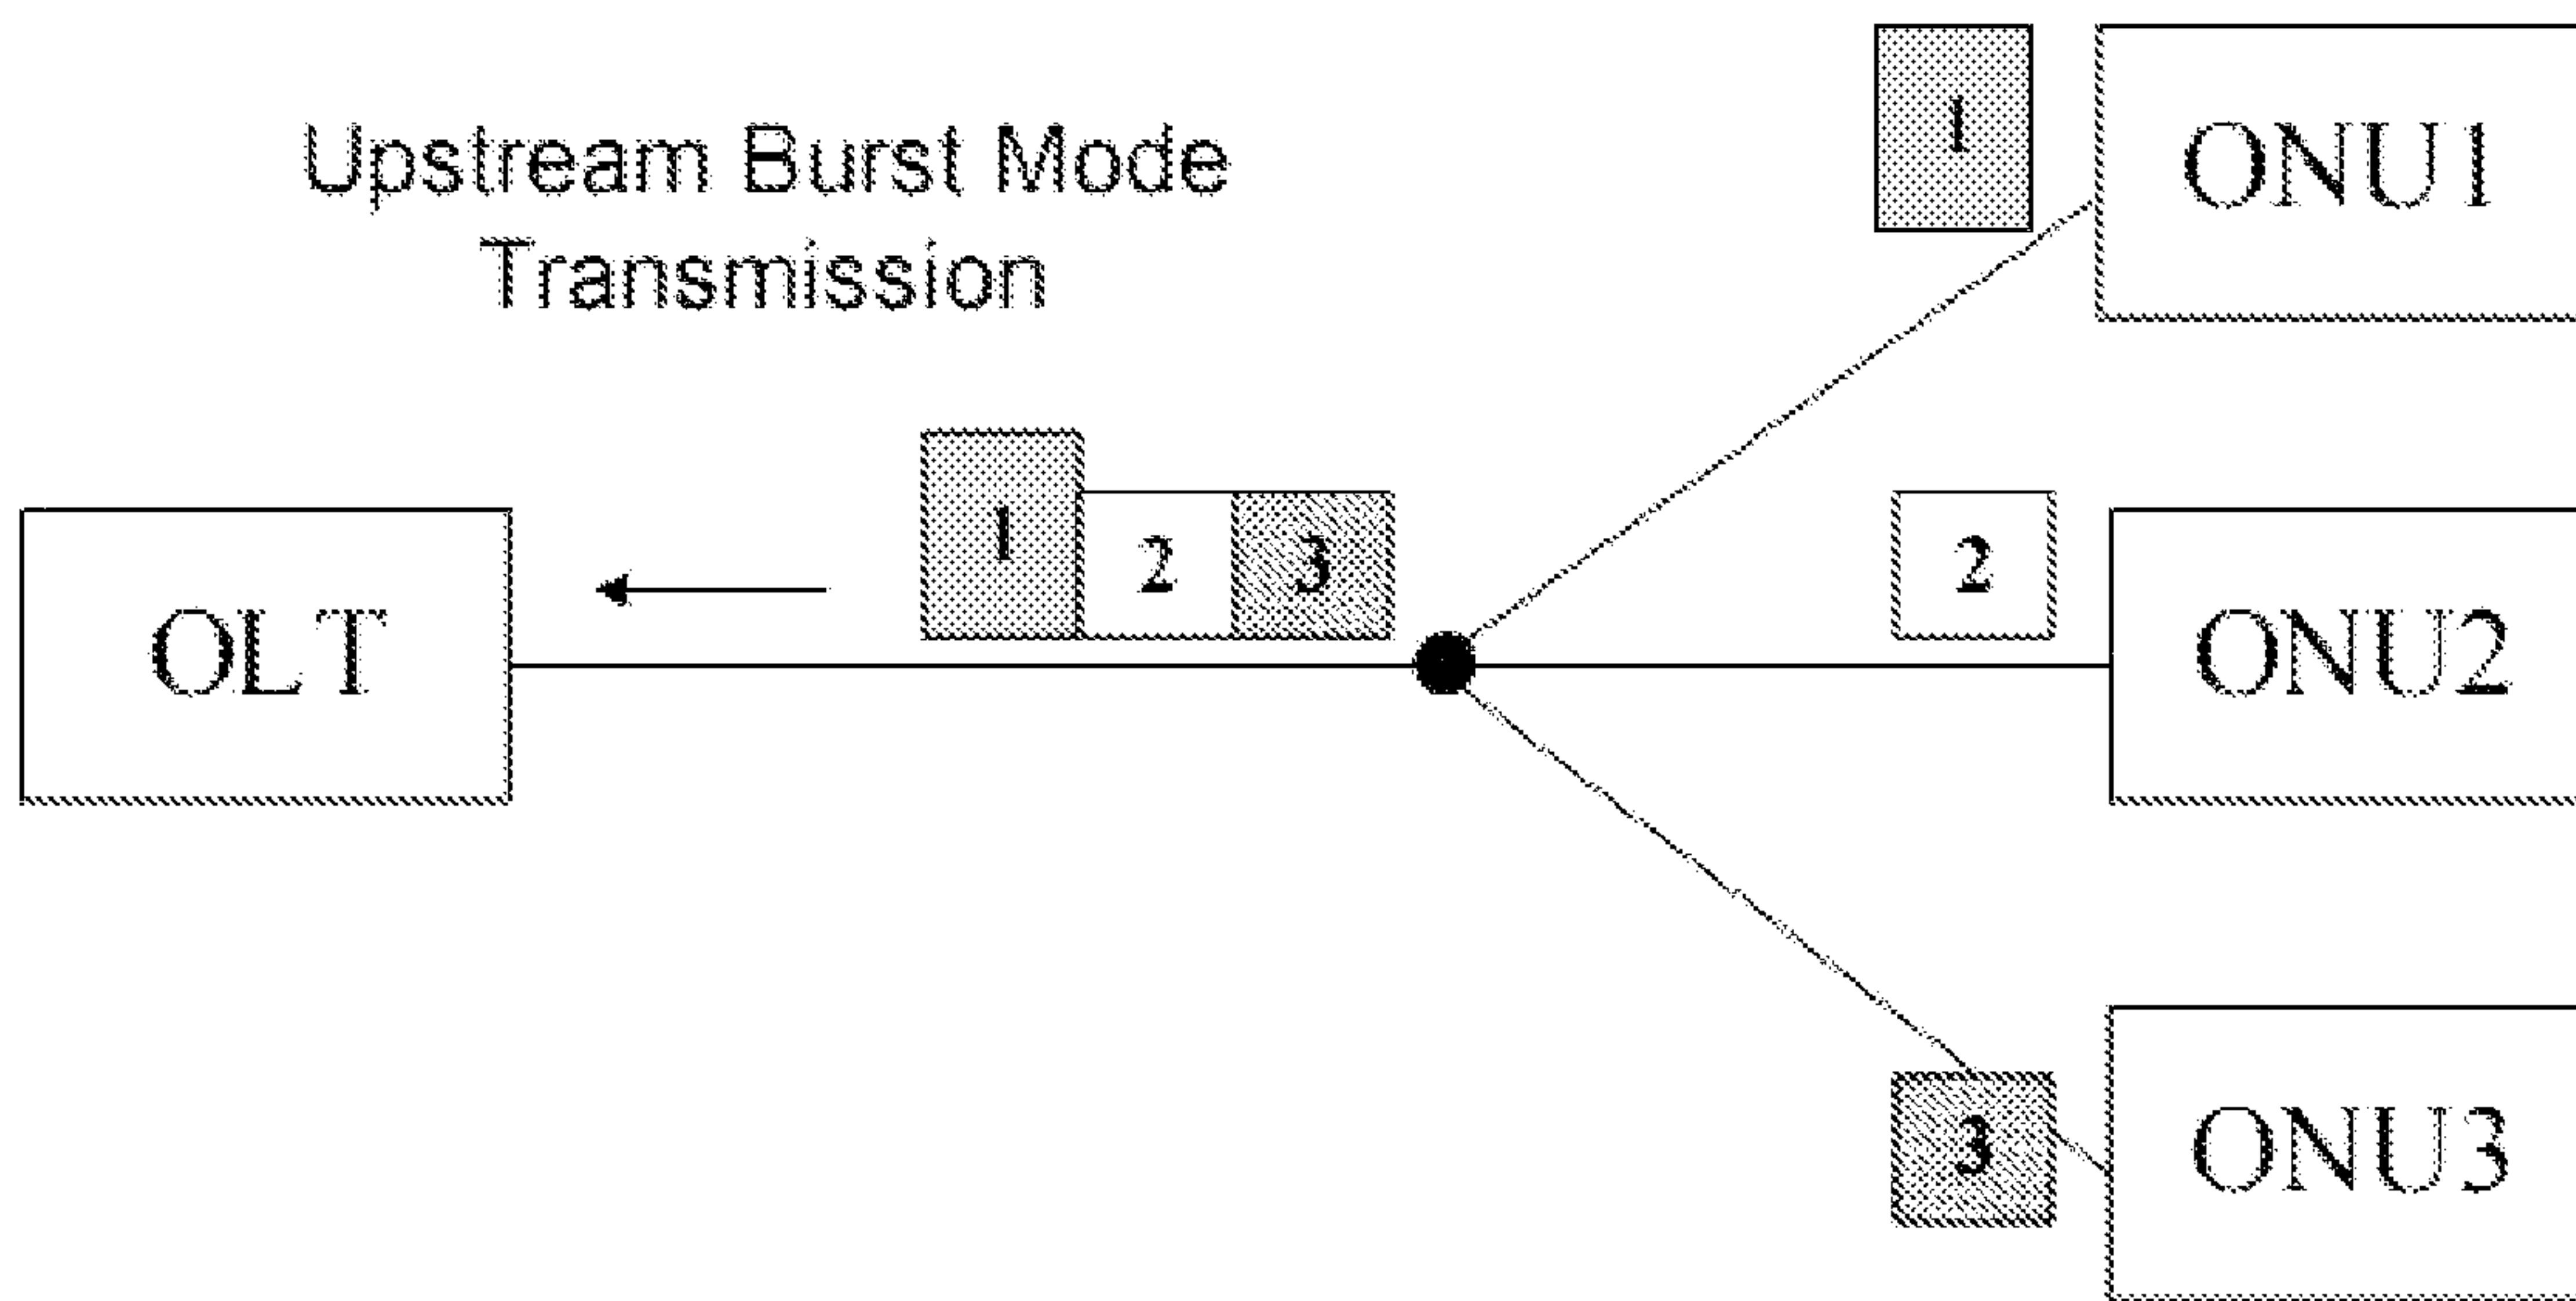 Upstream Burst Mode
Transmission
1
ONU1
1
2
3
2
OLT
ONU2
3
ONU3